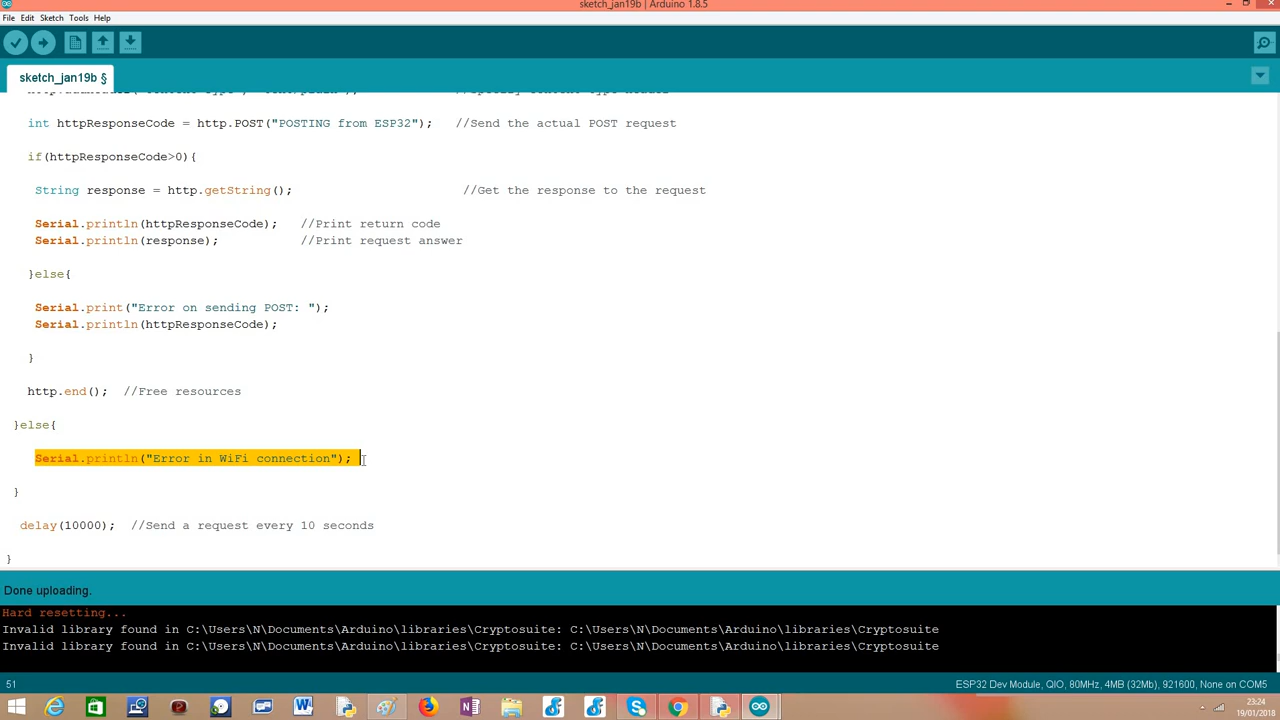 sketch_jan19b | Arduino 1.8.5
File Edit Sketch Tools Help
sketch_jan19b §
int httpResponseCode = http.POST("POSTING from ESP32"); //Send the actual POST request
if(httpResponseCode>0){
String response = http.getString(); //Get the response to the request
Serial.println(httpResponseCode); //Print return code
Serial.println(response); //Print request answer
}else{
Serial.print("Error on sending POST: ");
Serial.println(httpResponseCode);
}
http.end(); //Free resources
}else{
Serial.println("Error in WiFi connection");
}
delay(10000); //Send a request every 10 seconds
}
Done uploading.
Hard resetting...
Invalid library found in C:\Users\N\Documents\Arduino\libraries\Cryptosuite: C:\Users\N\Documents\Arduino\libraries\Cryptosuite
Invalid library found in C:\Users\N\Documents\Arduino\libraries\Cryptosuite: C:\Users\N\Documents\Arduino\libraries\Cryptosuite
51 ESP32 Dev Module, QIO, 80MHz, 4MB (32Mb), 921600, None on COM5
23:24
19/01/2018